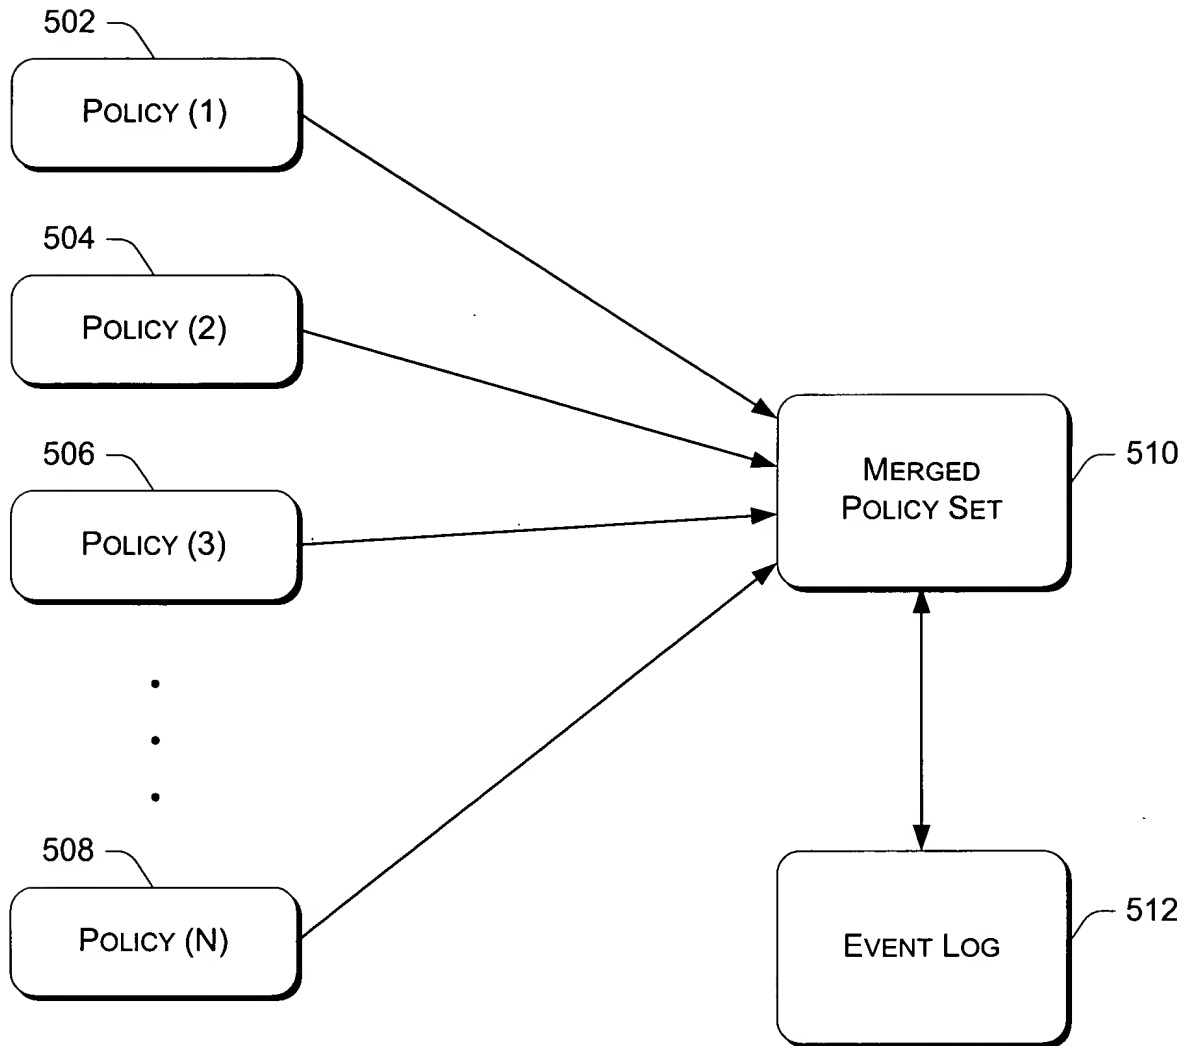 502
POLICY (1)
504
POLICY (2)
506
POLICY (3)
508
POLICY (N)
MERGED
POLICY SET
510
EVENT LOG
512